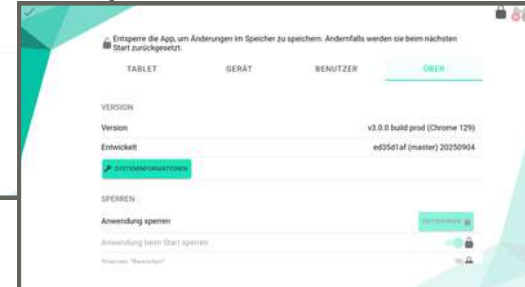 Entsperre die App, um Änderungen im Speicher zu speichern. Andernfalls werden sie beim nächsten
Start zurückgesetzt.
TABLET GERÄT BENUTZER ÜBER
VERSION
Version v3.0.0 build prod (Chrome 129)
Entwickelt ed35d1af (master) 20250904
SYSTEMINFORMATIONEN
SPERREN
Anwendung sperren ENTSPERREN
Anwendung beim Start sperren